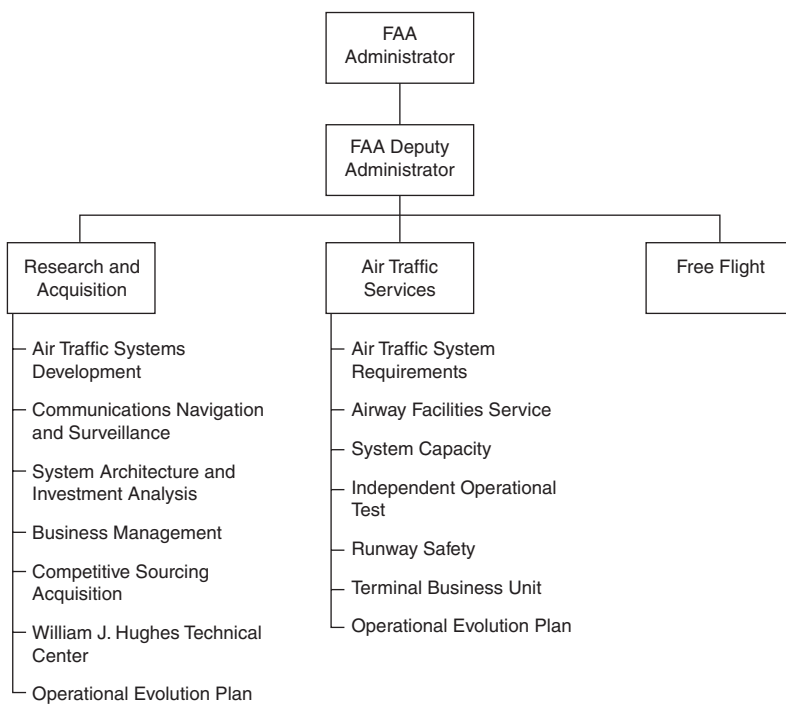 FAA
Administrator
FAA Deputy
Administrator
Research and
Acquisition
Air Traffic Systems
Development
Communications Navigation
and Surveillance
System Architecture and
Investment Analysis
Business Management
Competitive Sourcing
Acquisition
William J. Hughes Technical
Center
Operational Evolution Plan
Air Traffic
Services
Air Traffic System
Requirements
Airway Facilities Service
System Capacity
Independent Operational
Test
Runway Safety
Terminal Business Unit
Operational Evolution Plan
Free Flight